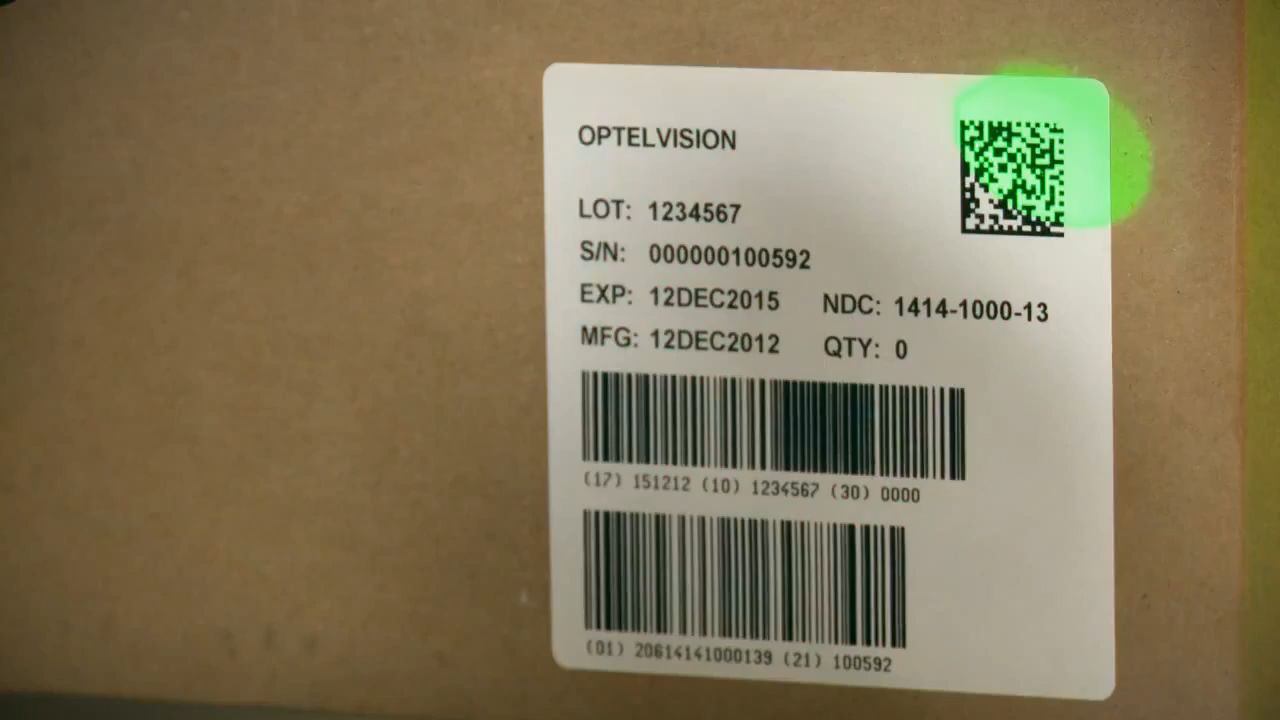 OPTELVISION
LOT: 1234567
S/N: 000000100592
EXP: 12DEC2015 NDC: 1414-1000-13
MFG: 12DEC2012 QTY: 0
(17) 151212 (10) 1234567 (30) 0000
(01) 20614141000139 (21) 100592